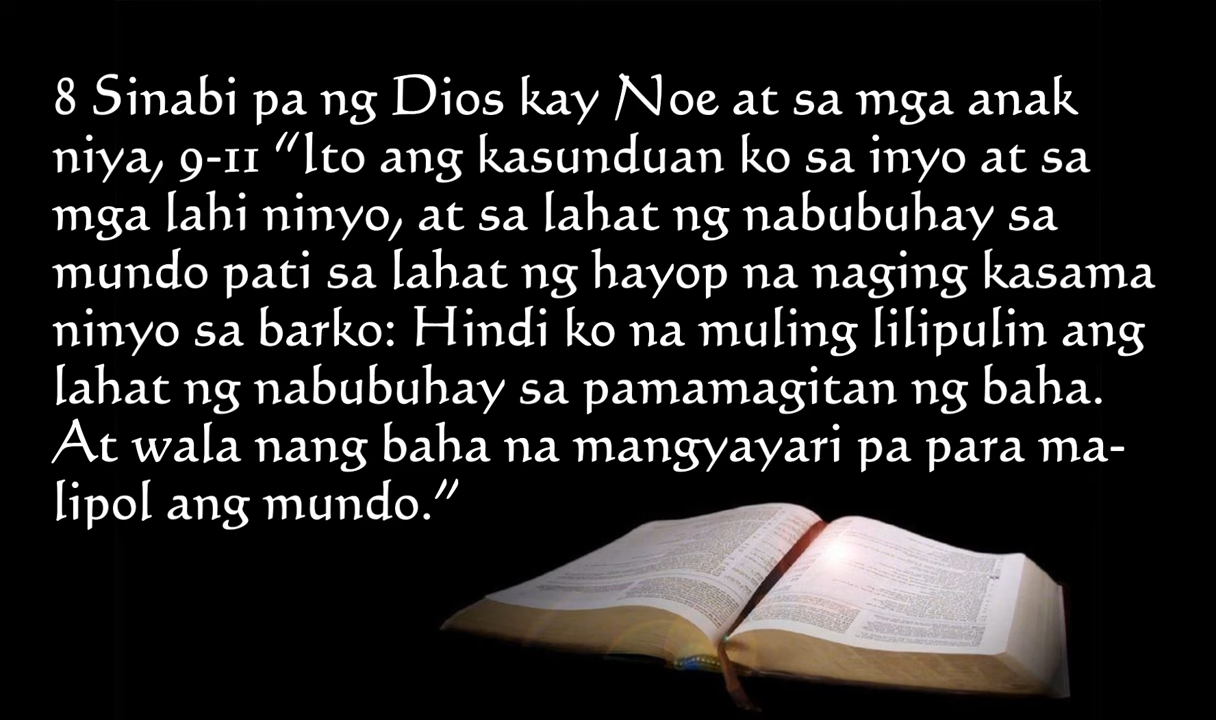 8 Sinabi pa ng Dios kay Noe at sa mga anak
niya, 9-11 “Ito ang kasunduan ko sa inyo at sa
mga lahi ninyo, at sa lahat ng nabubuhay sa
mundo pati sa lahat ng hayop na naging kasama
ninyo sa barko: Hindi ko na muling lilipulin ang
lahat ng nabubuhay sa pamamagitan ng baha.
At wala nang baha na mangyayari pa para ma-
lipol ang mundo.”